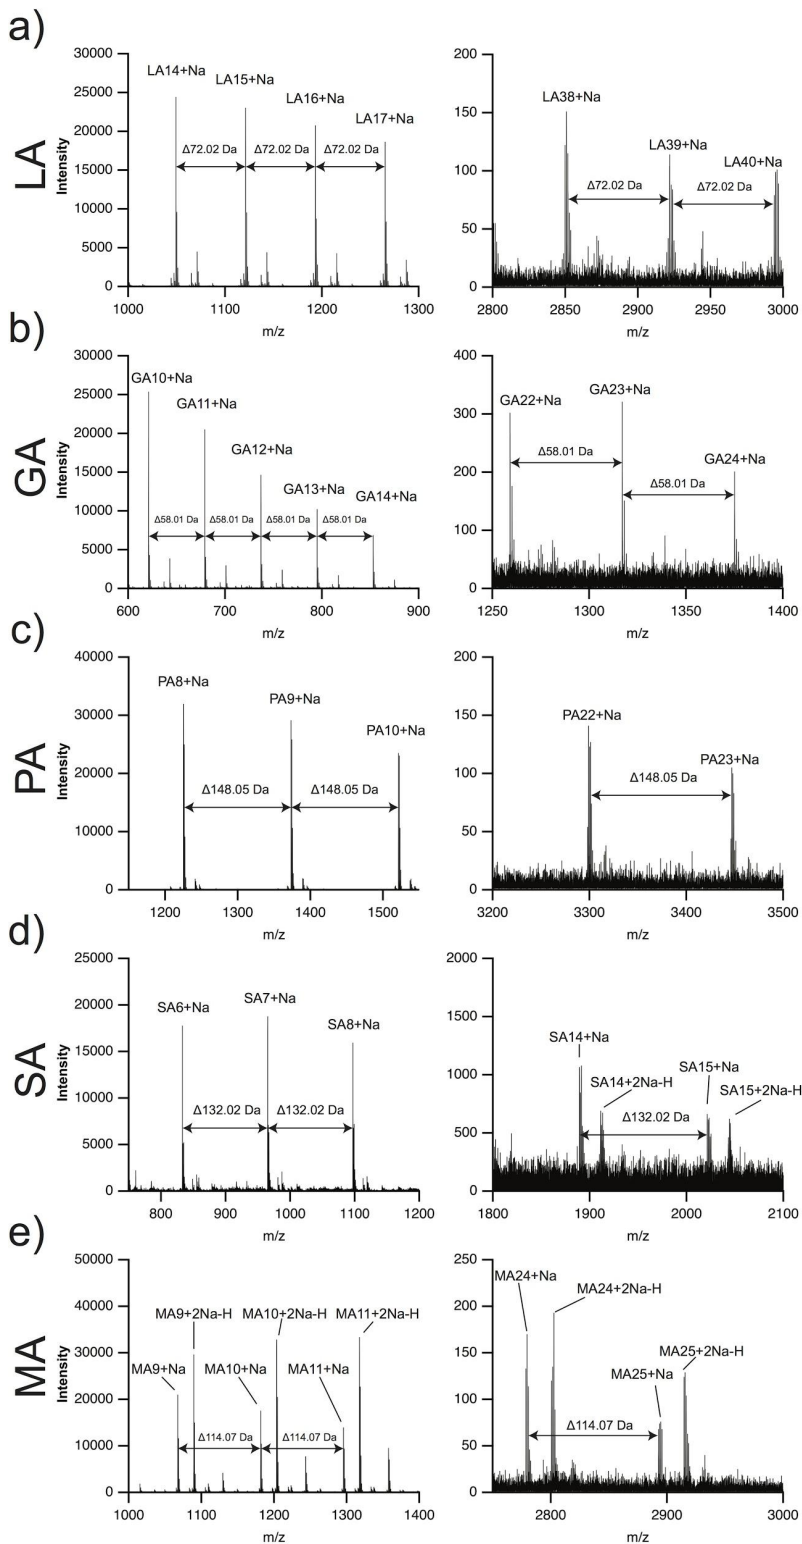 a)
LA
Intensity
30000
25000
20000
15000
10000
5000
0
LA14+Na
LA15+Na
LA16+Na
LA17+Na
Δ72.02 Da
Δ72.02 Da
Δ72.02 Da
1000
1100
1200
1300
m/z
200
150
100
50
0
LA38+Na
LA39+Na
LA40+Na
Δ72.02 Da
Δ72.02 Da
2800
2850
2900
2950
3000
m/z
b)
GA
Intensity
30000
25000
20000
15000
10000
5000
0
GA10+Na
GA11+Na
GA12+Na
GA13+Na
GA14+Na
Δ58.01 Da
Δ58.01 Da
Δ58.01 Da
Δ58.01 Da
600
700
800
900
m/z
400
300
200
100
0
GA22+Na
GA23+Na
GA24+Na
Δ58.01 Da
Δ58.01 Da
1250
1300
1350
1400
m/z
c)
PA
Intensity
40000
30000
20000
10000
0
PA8+Na
PA9+Na
PA10+Na
Δ148.05 Da
Δ148.05 Da
1200
1300
1400
1500
m/z
200
150
100
50
0
PA22+Na
PA23+Na
Δ148.05 Da
3200
3300
3400
3500
m/z
d)
SA
Intensity
25000
20000
15000
10000
5000
0
SA6+Na
SA7+Na
SA8+Na
Δ132.02 Da
Δ132.02 Da
800
900
1000
1100
1200
m/z
2000
1500
1000
500
0
SA14+Na
SA14+2Na-H
SA15+Na
SA15+2Na-H
Δ132.02 Da
1800
1900
2000
2100
m/z
e)
MA
Intensity
50000
40000
30000
20000
10000
0
MA9+2Na-H
MA10+2Na-H
MA11+2Na-H
MA9+Na
MA10+Na
MA11+Na
Δ114.07 Da
Δ114.07 Da
1000
1100
1200
1300
1400
m/z
250
200
150
100
50
0
MA24+Na
MA24+2Na-H
MA25+2Na-H
MA25+Na
Δ114.07 Da
2800
2900
3000
m/z